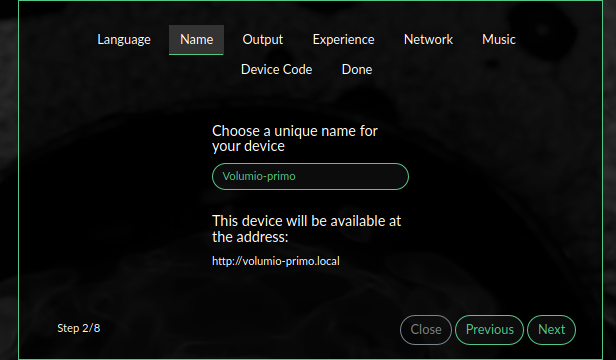 Language Name Output Experience Network Music
Device Code Done
Choose a unique name for
your device
Volumio-primo
This device will be available at
the address:
http://volumio-primo.local
Step 2/8 Close Previous Next